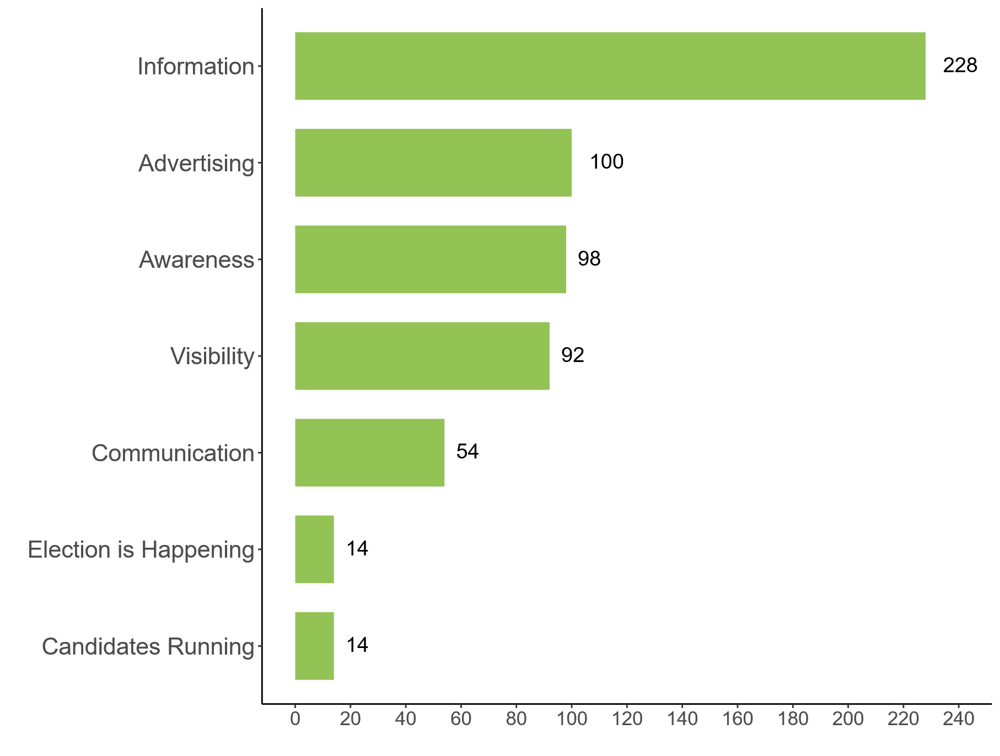 Information 228
Advertising 100
Awareness 98
Visibility 92
Communication 54
Election is Happening 14
Candidates Running 14
0 20 40 60 80 100 120 140 160 180 200 220 240